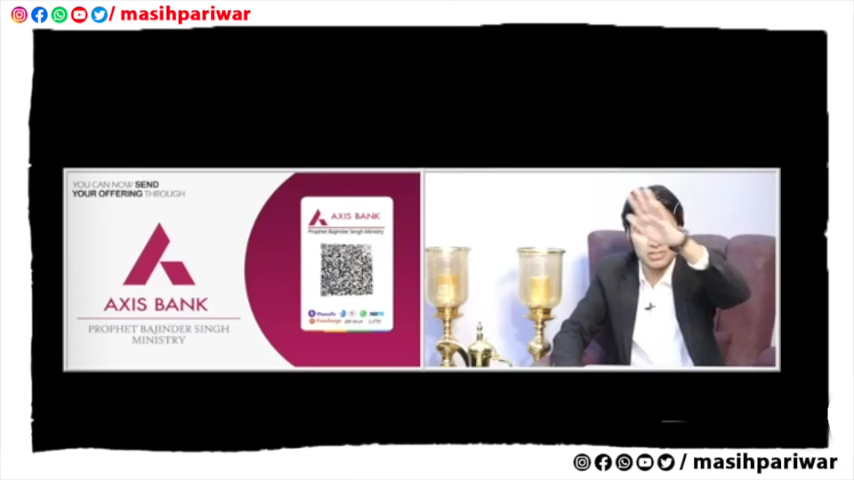 / masihpariwar
YOU CAN NOW SEND
YOUR OFFERING THROUGH
AXIS BANK
PROPHET BAJINDER SINGH
MINISTRY
AXIS BANK
Prophet Bajinder Singh Ministry
PhonePe
/ masihpariwar